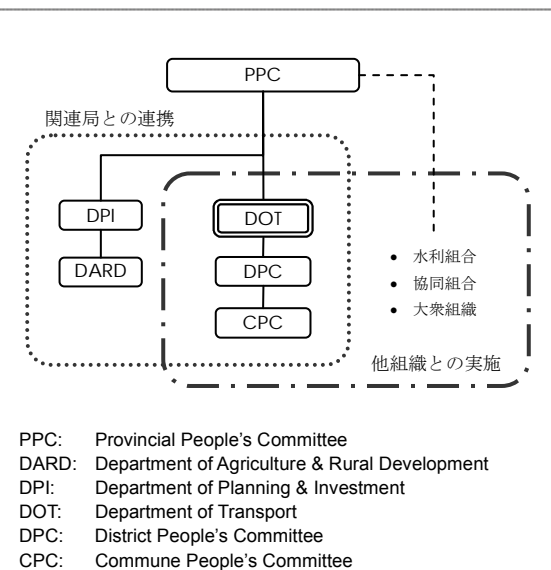 PPC
関連局との連携
DPI
DOT
DARD
DPC
CPC
• 水利組合
• 協同組合
• 大衆組織
他組織との実施
PPC: Provincial People's Committee
DARD: Department of Agriculture & Rural Development
DPI: Department of Planning & Investment
DOT: Department of Transport
DPC: District People's Committee
CPC: Commune People's Committee